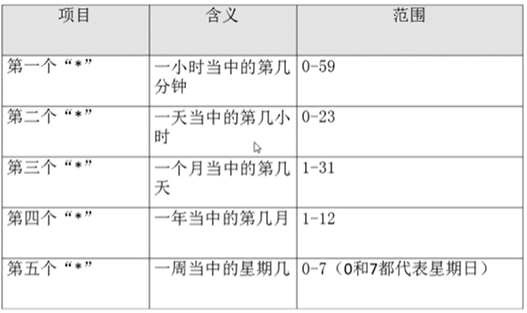 项目 含义 范围
第一个“*” 一小时当中的第几 0-59
分钟
第二个“*” 一天当中的第几小 0-23
时
第三个“*” 一个月当中的第几 1-31
天
第四个“*” 一年当中的第几月 1-12
第五个“*” 一周当中的星期几 0-7（0和7都代表星期日）